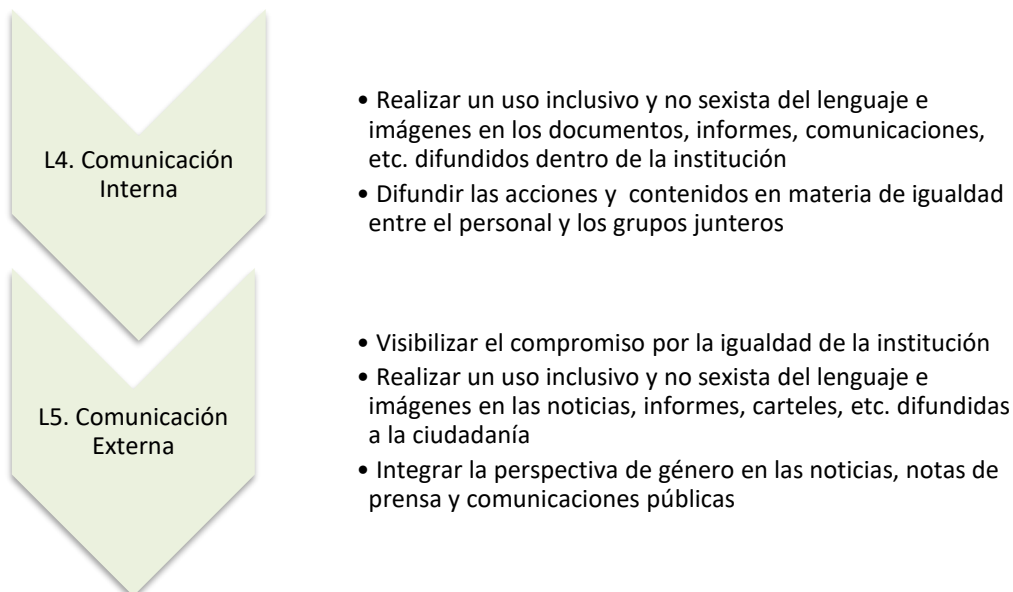 L4. Comunicación
Interna
• Realizar un uso inclusivo y no sexista del lenguaje e
imágenes en los documentos, informes, comunicaciones,
etc. difundidos dentro de la institución
• Difundir las acciones y  contenidos en materia de igualdad
entre el personal y los grupos junteros
L5. Comunicación
Externa
• Visibilizar el compromiso por la igualdad de la institución
• Realizar un uso inclusivo y no sexista del lenguaje e
imágenes en las noticias, informes, carteles, etc. difundidas
a la ciudadanía
• Integrar la perspectiva de género en las noticias, notas de
prensa y comunicaciones públicas